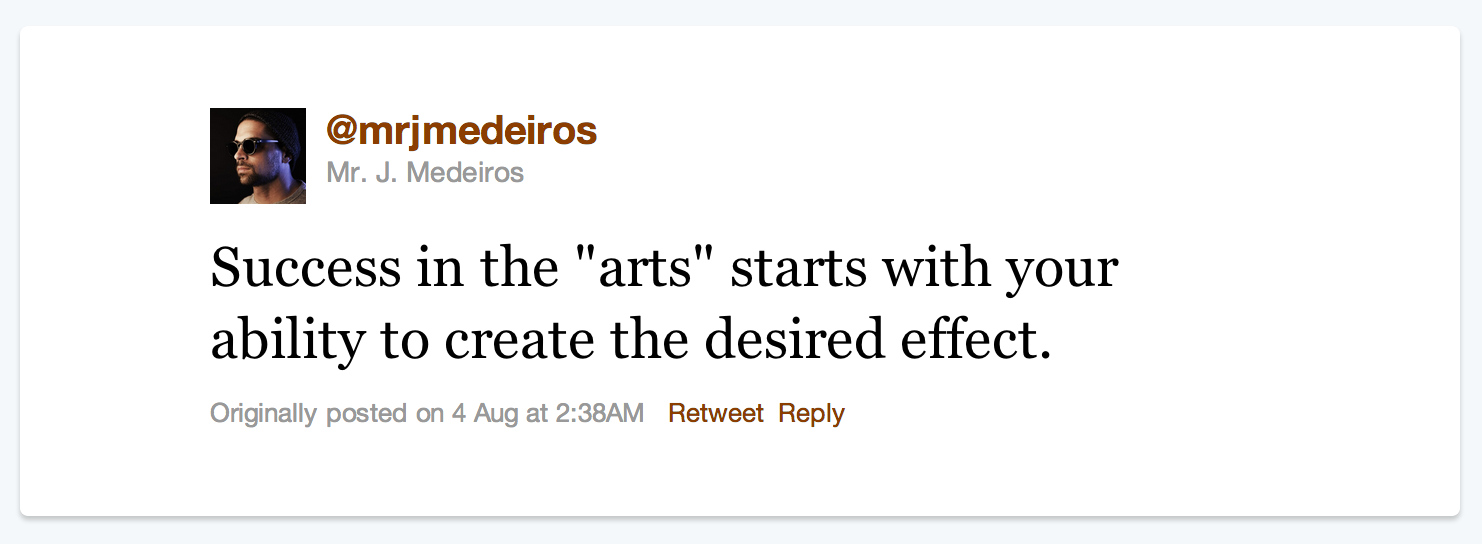 @mrjmedeiros
Mr. J. Medeiros
Success in the "arts" starts with your
ability to create the desired effect.
Originally posted on 4 Aug at 2:38AM Retweet Reply